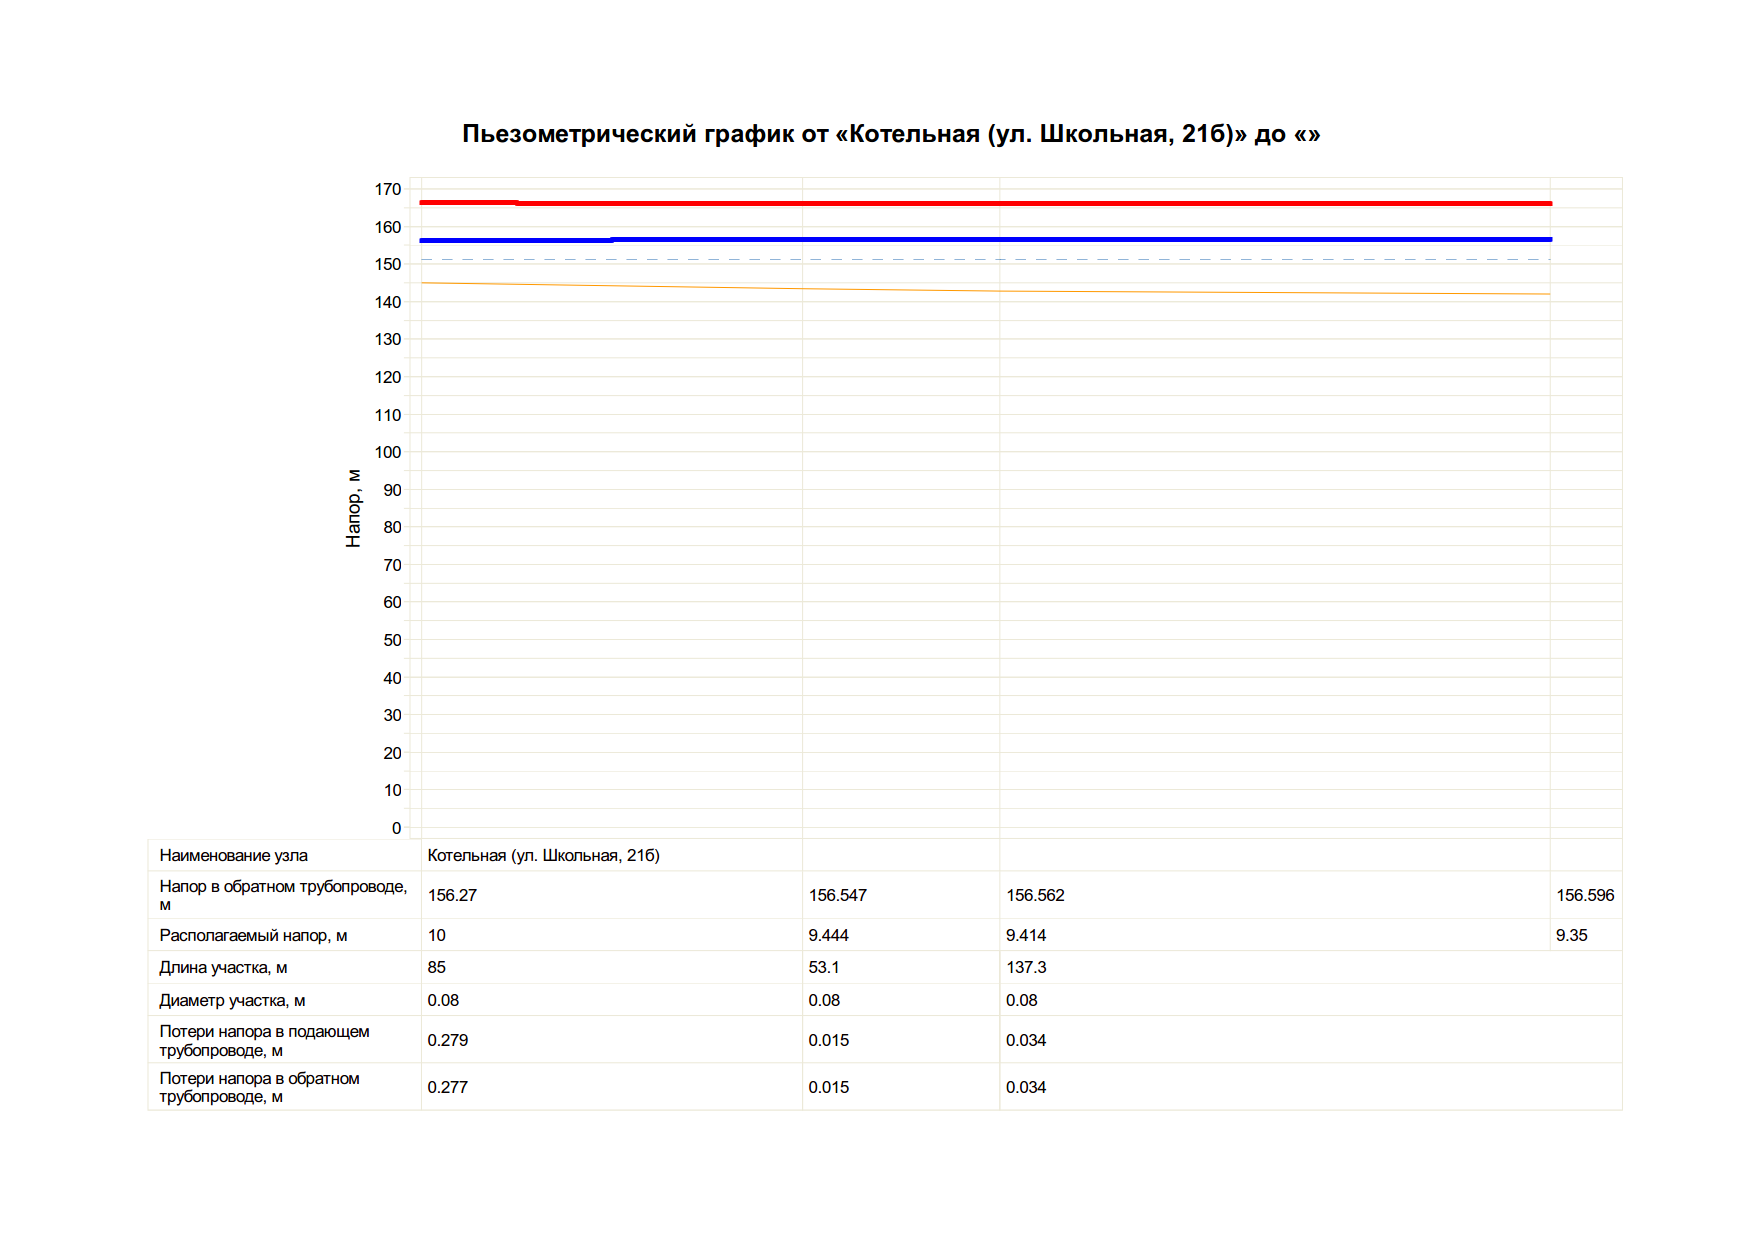 Пьезометрический график от «Котельная (ул. Школьная, 21б)» до «»
170
160
150
140
130
120
110
100
90
80
70
60
50
40
30
20
10
0
Напор, м
Наименование узла Котельная (ул. Школьная, 21б)
Напор в обратном трубопроводе,
м
156.27 156.547 156.562 156.596
Располагаемый напор, м 10 9.444 9.414 9.35
Длина участка, м 85 53.1 137.3
Диаметр участка, м 0.08 0.08 0.08
Потери напора в подающем
трубопроводе, м
0.279 0.015 0.034
Потери напора в обратном
трубопроводе, м
0.277 0.015 0.034